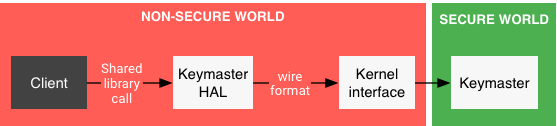 NON-SECURE WORLD
SECURE WORLD
Client
Shared
library
call
Keymaster
HAL
wire
format
Kernel
interface
Keymaster